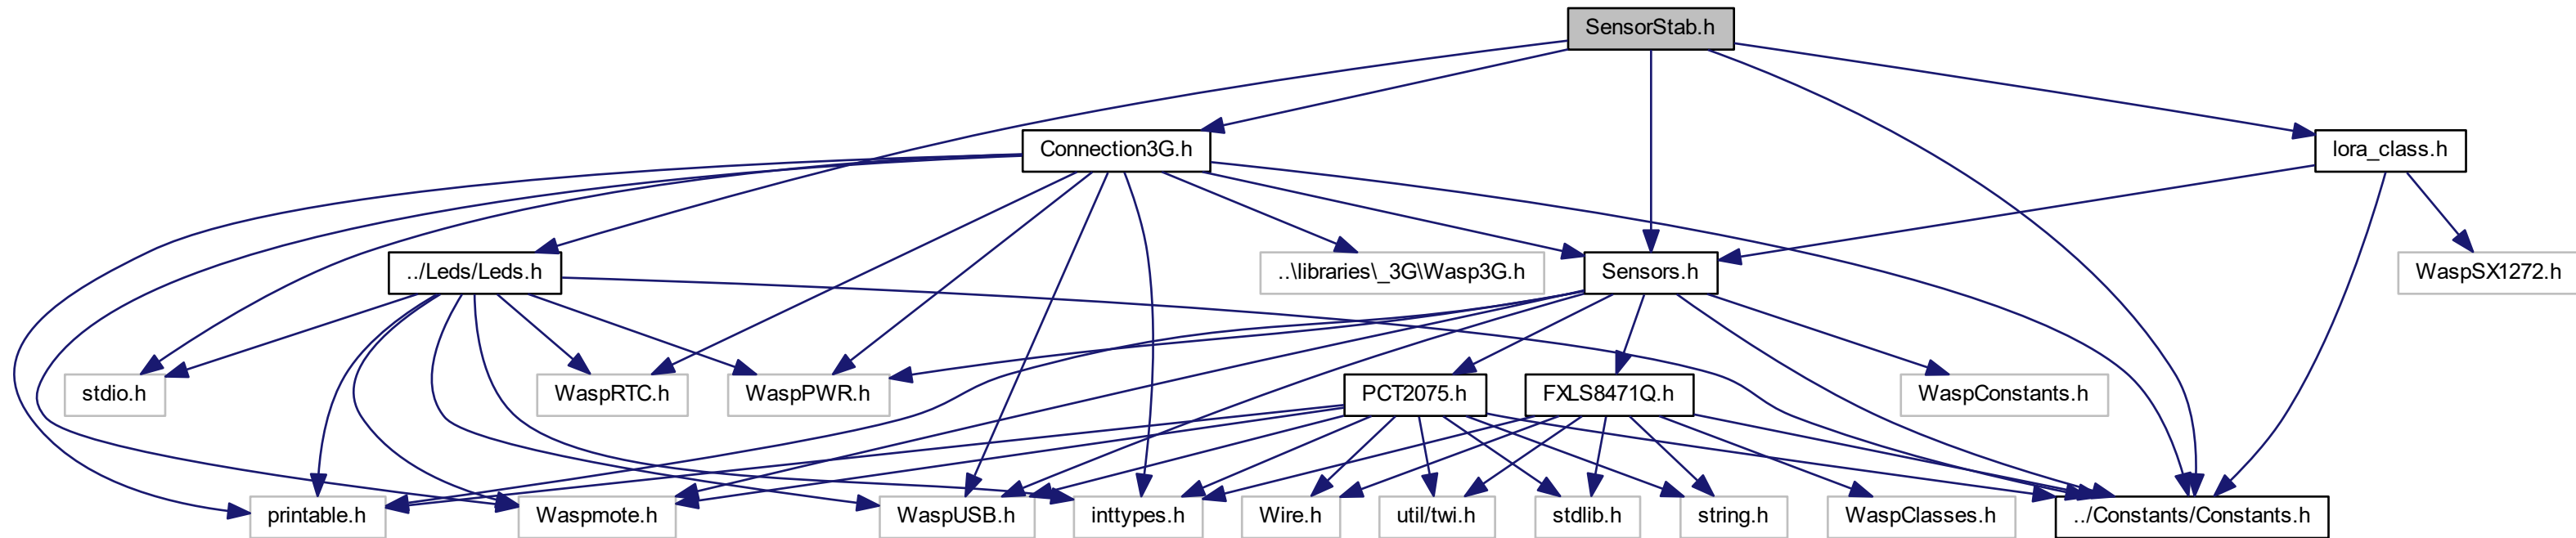 SensorStab.h
Connection3G.h
lora_class.h
../Leds/Leds.h
..\libraries\_3G\Wasp3G.h
Sensors.h
WaspSX1272.h
stdio.h
WaspRTC.h
WaspPWR.h
PCT2075.h
FXLS8471Q.h
WaspConstants.h
printable.h
Waspmote.h
WaspUSB.h
inttypes.h
Wire.h
util/twi.h
stdlib.h
string.h
WaspClasses.h
../Constants/Constants.h